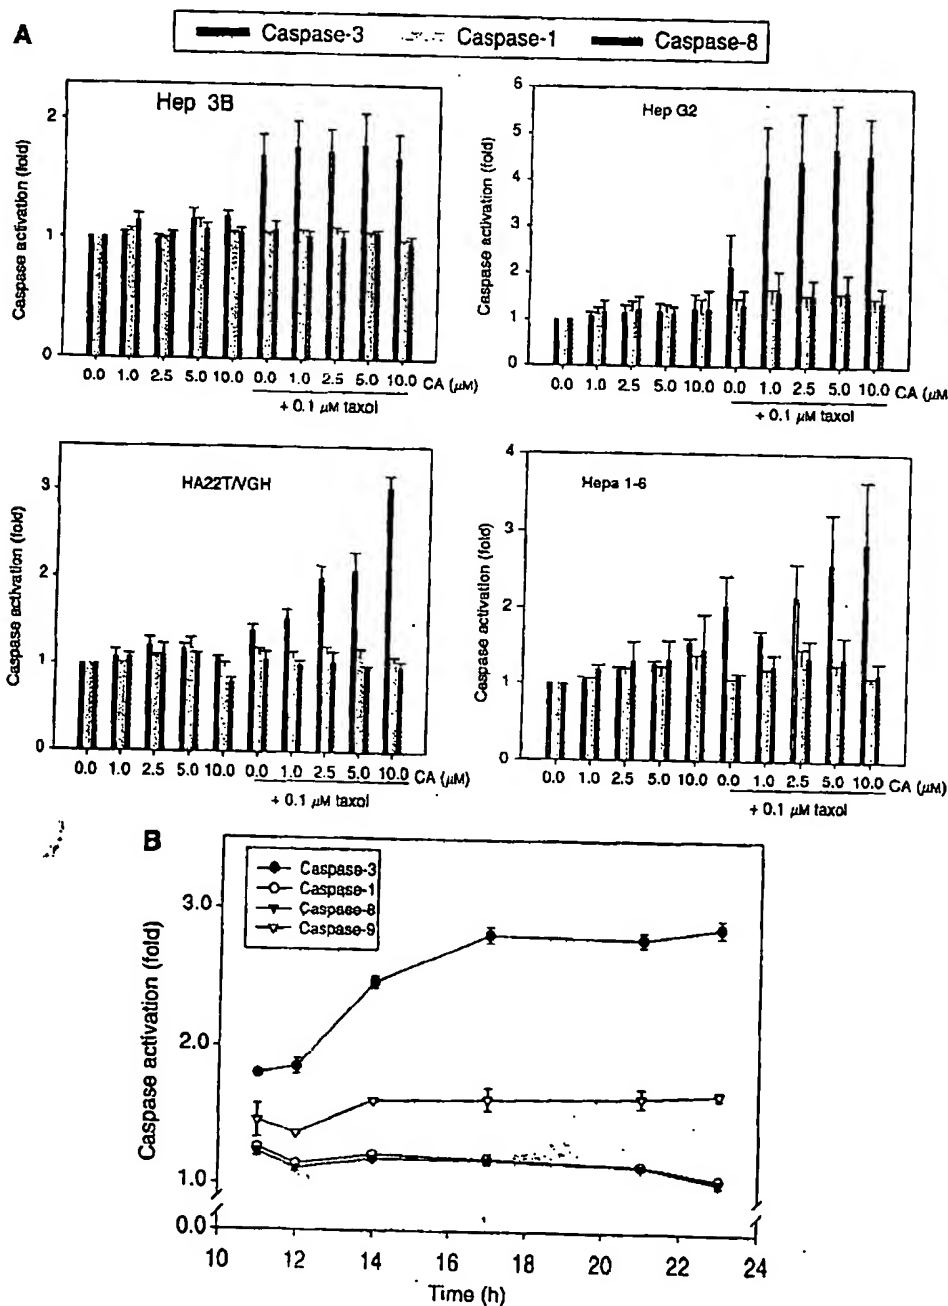 A
Caspase-3 Caspase-1 Caspase-8
Hep 3B
Caspase activation (fold)
2
1
0
0.0 1.0 2.5 5.0 10.0 0.0 1.0 2.5 5.0 10.0 CA (μM)
+ 0.1 μM taxol
Hep G2
Caspase activation (fold)
6
5
4
3
2
1
0
0.0 1.0 2.5 5.0 10.0 0.0 1.0 2.5 5.0 10.0 CA (μM
+ 0.1 μM taxol
HA22T/VGH
Caspase activation (fold)
3
2
1
0
0.0 1.0 2.5 5.0 10.0 0.0 1.0 2.5 5.0 10.0 CA (μM)
+ 0.1 μM taxol
Hepa 1-6
Caspase activation (fold)
4
3
2
1
0
0.0 1.0 2.5 5.0 10.0 0.0 1.0 2.5 5.0 10.0 CA (μM)
+ 0.1 μM taxol
B
Caspase-3
Caspase-1
Caspase-8
Caspase-9
Caspase activation (fold)
3.0
2.0
1.0
0.0
10 12 14 16 18 20 22 24
Time (h)